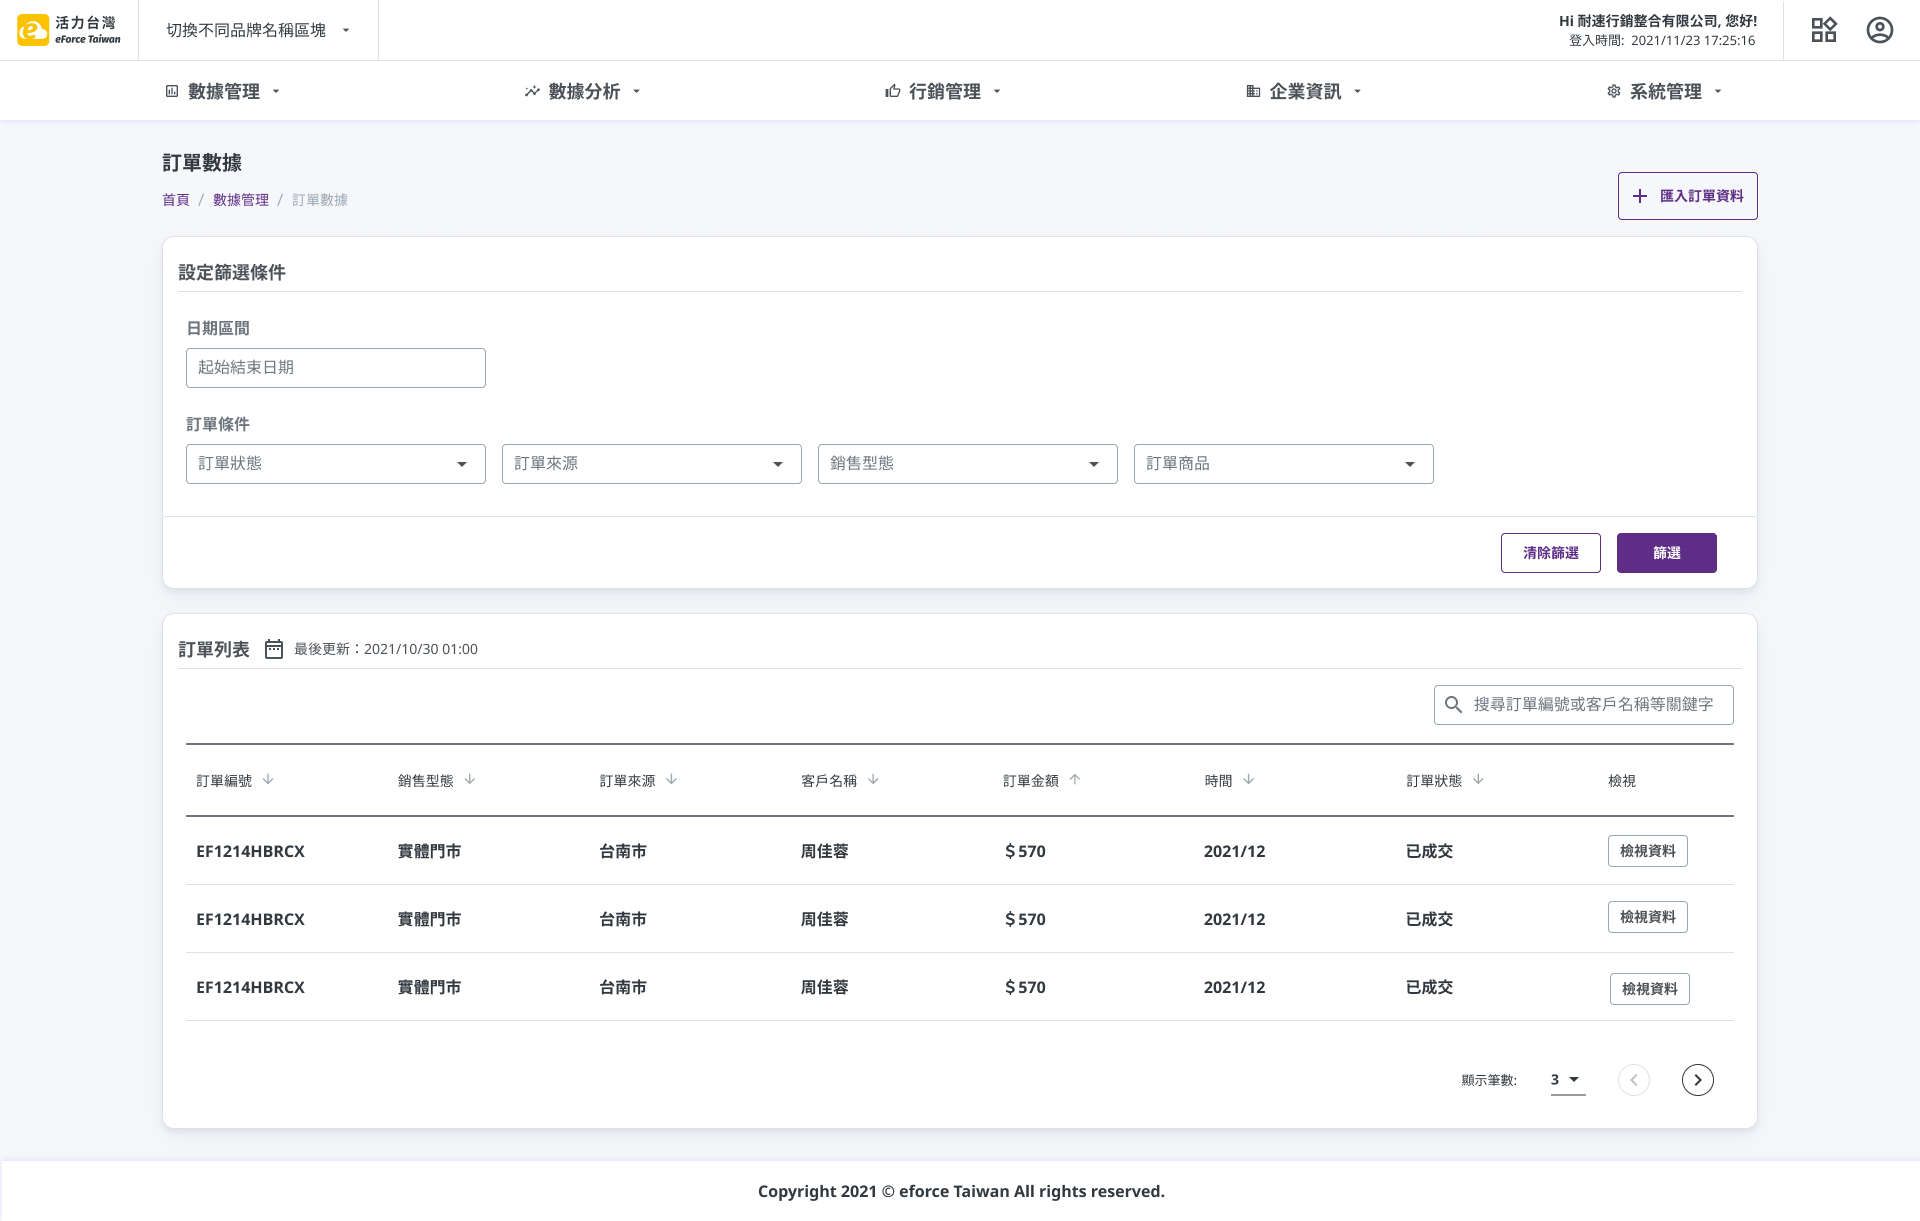 活力台灣
eForce Taiwan
切換不同品牌名稱區塊
Hi 耐速行銷整合有限公司, 您好!
登入時間: 2021/11/23 17:25:16
數據管理
數據分析
行銷管理
企業資訊
系統管理
訂單數據
首頁 / 數據管理 / 訂單數據
匯入訂單資料
設定篩選條件
日期區間
起始結束日期
訂單條件
訂單狀態
訂單來源
銷售型態
訂單商品
清除篩選
篩選
訂單列表
最後更新：2021/10/30 01:00
搜尋訂單編號或客戶名稱等關鍵字
訂單編號 銷售型態 訂單來源 客戶名稱 訂單金額 時間 訂單狀態 檢視
EF1214HBRCX 實體門市 台南市 周佳蓉 $570 2021/12 已成交 檢視資料
EF1214HBRCX 實體門市 台南市 周佳蓉 $570 2021/12 已成交 檢視資料
EF1214HBRCX 實體門市 台南市 周佳蓉 $570 2021/12 已成交 檢視資料
顯示筆數: 3
Copyright 2021 © eforce Taiwan All rights reserved.